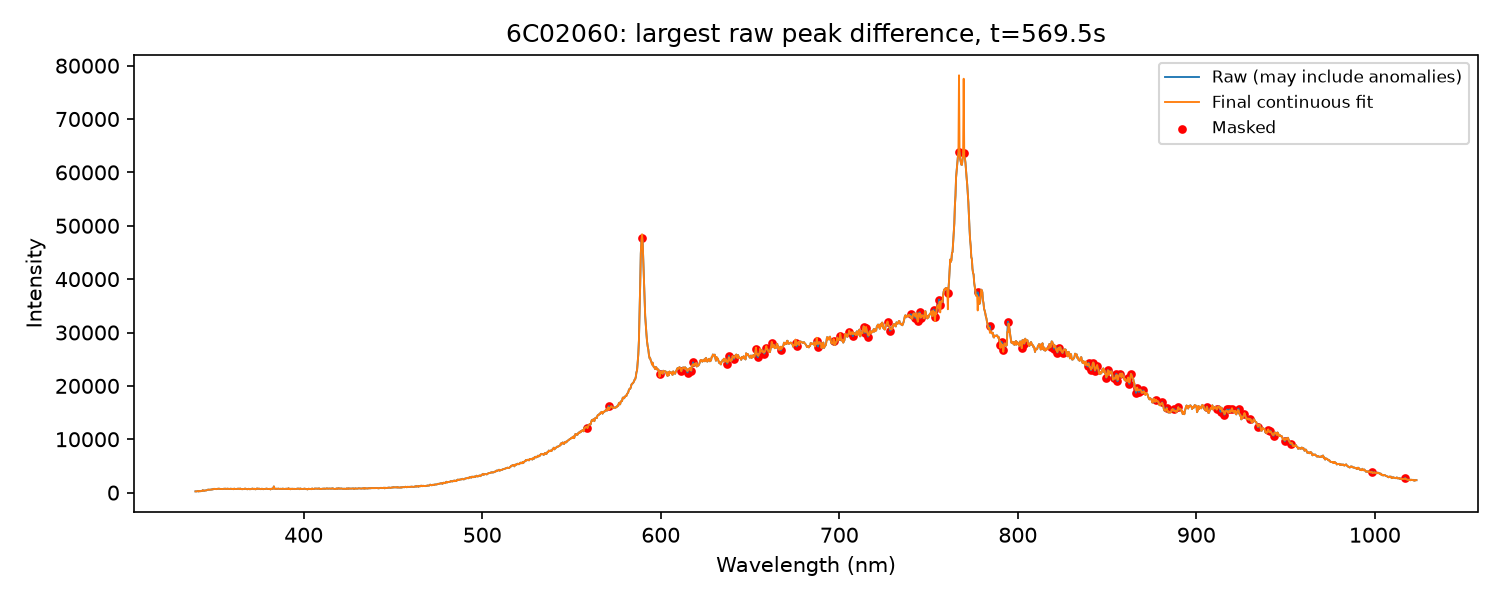 6C02060: largest raw peak difference, t=569.5s
80000
70000
60000
50000
40000
30000
20000
10000
0
Intensity
Raw (may include anomalies)
Final continuous fit
Masked
400 500 600 700 800 900 1000
Wavelength (nm)